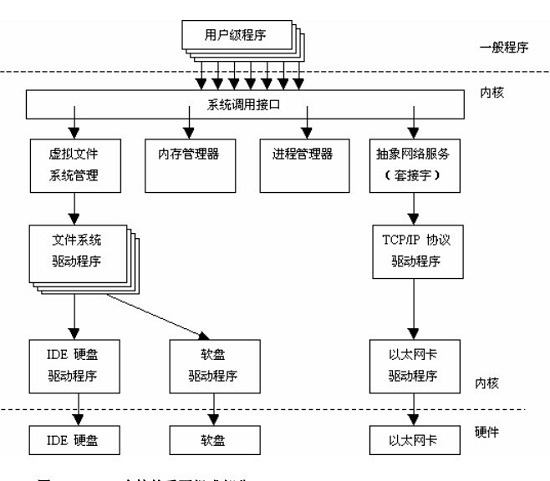 用户级程序
一般程序
内核
系统调用接口
虚拟文件
系统管理
内存管理器
进程管理器
抽象网络服务
（套接字）
文件系统
驱动程序
TCP/IP 协议
驱动程序
IDE 硬盘
驱动程序
软盘
驱动程序
以太网卡
驱动程序
内核
硬件
IDE 硬盘
软盘
以太网卡